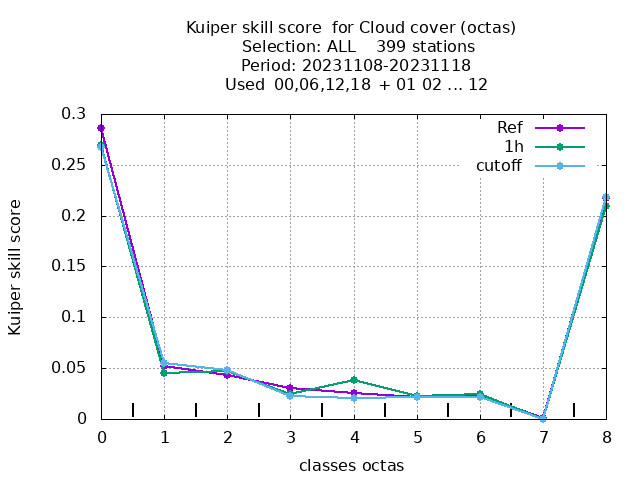 Kuiper skill score  for Cloud cover (octas)
Selection: ALL    399 stations
Period: 20231108-20231118
Used  00,06,12,18 + 01 02 ... 12
Ref
1h
cutoff
Kuiper skill score
0.3
0.25
0.2
0.15
0.1
0.05
0
0 1 2 3 4 5 6 7 8
classes octas